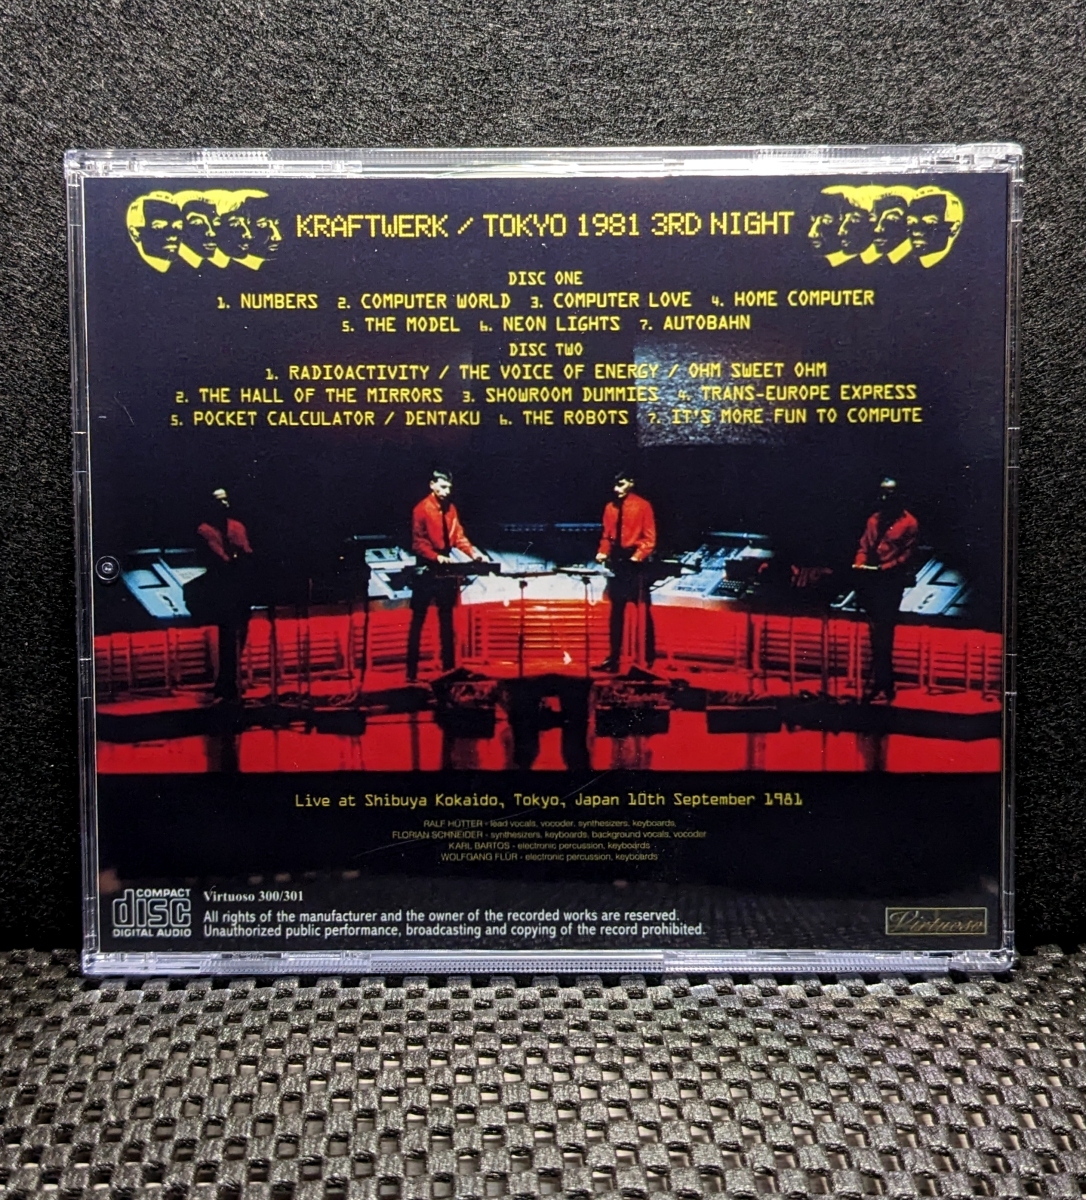 KRAFTWERK / TOKYO 1981 3RD NIGHT
DISC ONE
1. NUMBERS 2. COMPUTER WORLD 3. COMPUTER LOVE 4. HOME COMPUTER
5. THE MODEL 6. NEON LIGHTS 7. AUTOBAHN
DISC TWO
1. RADIOACTIVITY / THE VOICE OF ENERGY / OHM SWEET OHM
2. THE HALL OF THE MIRRORS 3. SHOWROOM DUMMIES 4. TRANS-EUROPE EXPRESS
5. POCKET CALCULATOR / DENTAKU 6. THE ROBOTS 7. IT'S MORE FUN TO COMPUTE
Live at Shibuya Kokaido, Tokyo, Japan 10th September 1981
RALF HÜTTER - lead vocals, vocoder, synthesizers, keyboards,
FLORIAN SCHNEIDER - synthesizers, keyboards, background vocals, vocoder
KARL BARTOS - electronic percussion, keyboards
WOLFGANG FLÜR - electronic percussion, keyboards
COMPACT
disc
DIGITAL AUDIO
Virtuoso 300/301
All rights of the manufacturer and the owner of the recorded works are reserved.
Unauthorized public performance, broadcasting and copying of the record prohibited.
Virtuoso